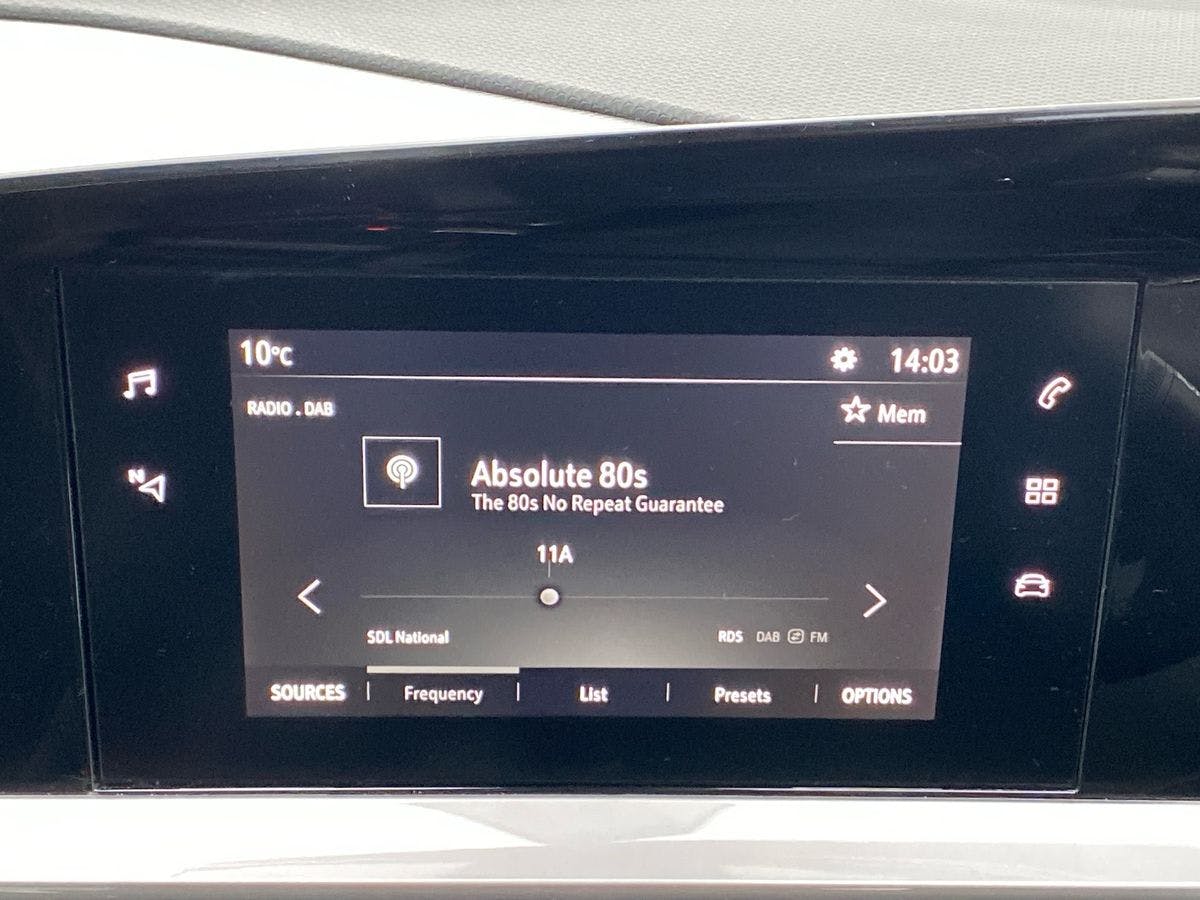 10°C 14:03
RADIO . DAB
Mem
Absolute 80s
The 80s No Repeat Guarantee
11A
SDL National RDS DAB FM
SOURCES Frequency List Presets OPTIONS
N